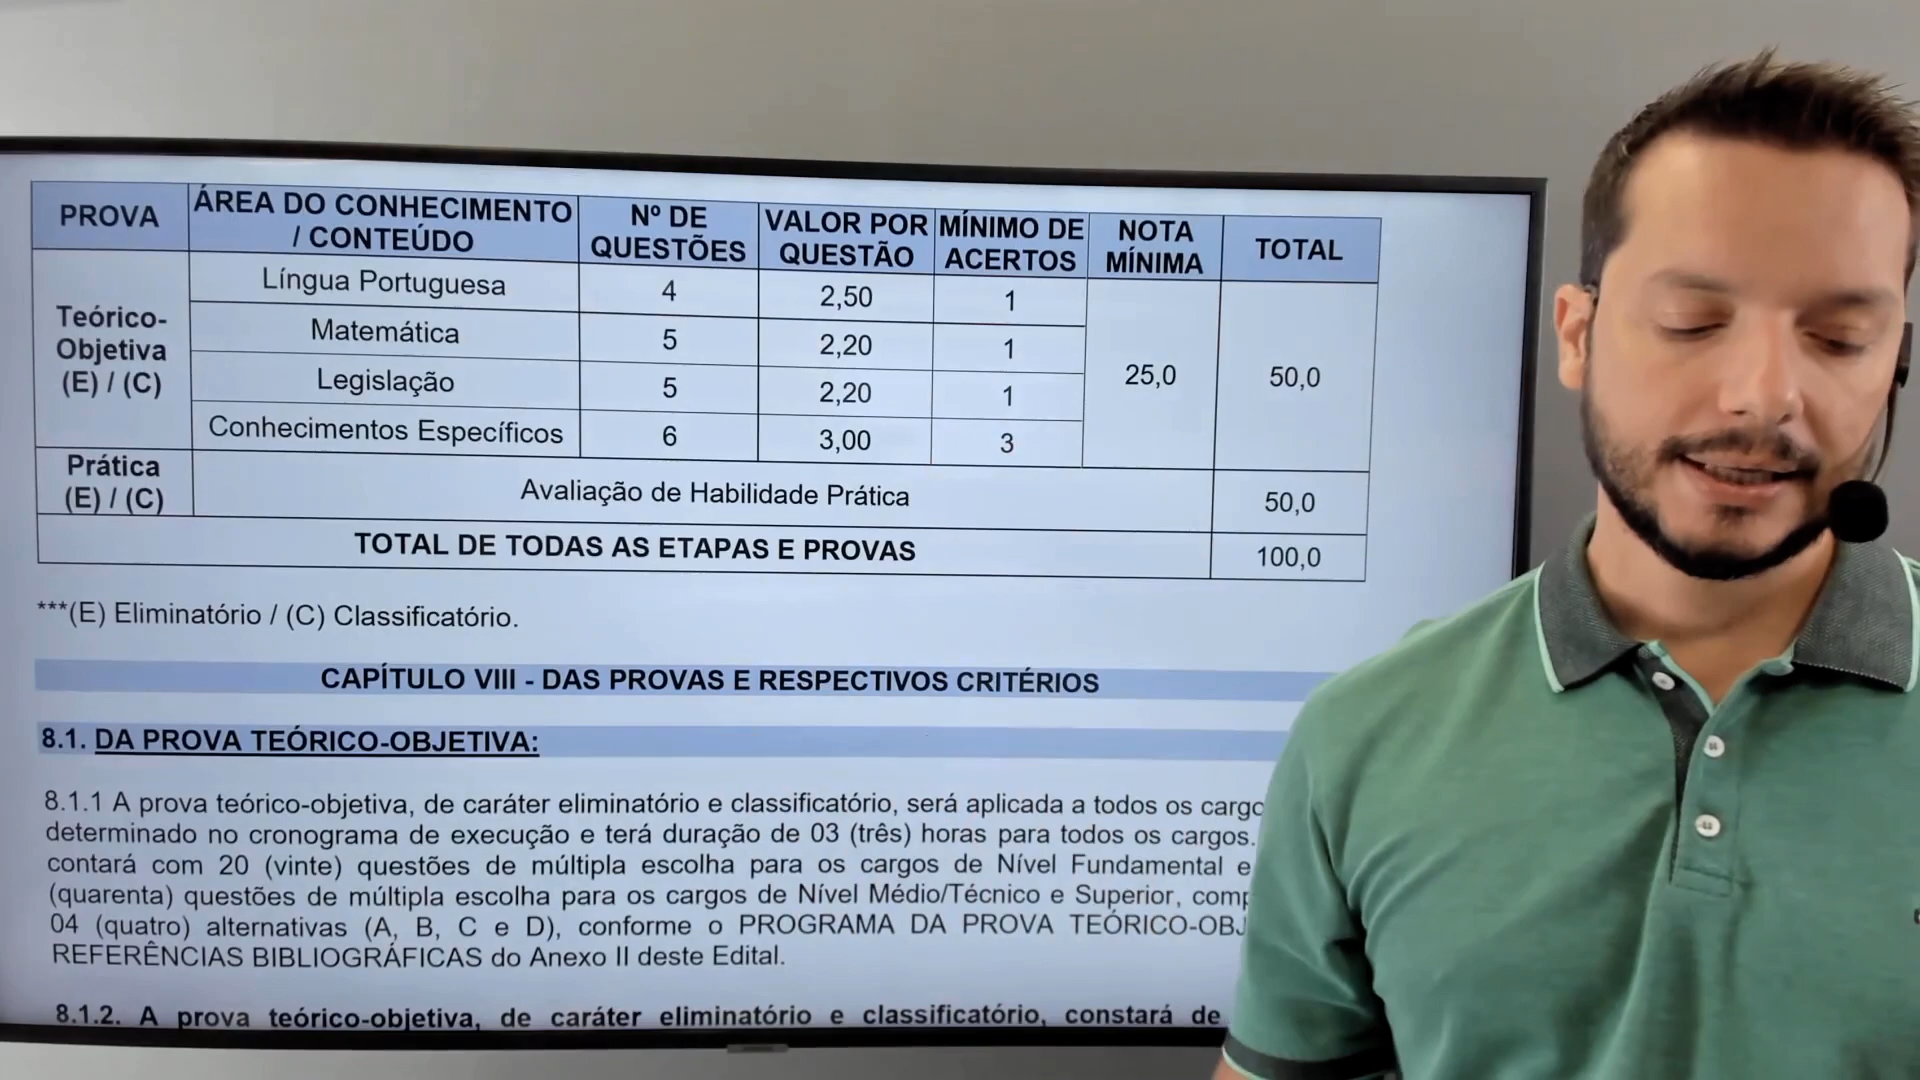 PROVA
ÁREA DO CONHECIMENTO
/ CONTEÚDO
Nº DE
QUESTÕES
VALOR POR
QUESTÃO
MÍNIMO DE
ACERTOS
NOTA
MÍNIMA
TOTAL
Teórico-
Objetiva
(E) / (C)
Língua Portuguesa 4 2,50 1
Matemática 5 2,20 1
Legislação 5 2,20 1
Conhecimentos Específicos 6 3,00 3
25,0
50,0
Prática
(E) / (C)
Avaliação de Habilidade Prática 50,0
TOTAL DE TODAS AS ETAPAS E PROVAS 100,0
***(E) Eliminatório / (C) Classificatório.
CAPÍTULO VIII - DAS PROVAS E RESPECTIVOS CRITÉRIOS
8.1. DA PROVA TEÓRICO-OBJETIVA:
8.1.1 A prova teórico-objetiva, de caráter eliminatório e classificatório, será aplicada a todos os cargo
determinado no cronograma de execução e terá duração de 03 (três) horas para todos os cargos.
contará com 20 (vinte) questões de múltipla escolha para os cargos de Nível Fundamental e
(quarenta) questões de múltipla escolha para os cargos de Nível Médio/Técnico e Superior, comp
04 (quatro) alternativas (A, B, C e D), conforme o PROGRAMA DA PROVA TEÓRICO-OBJ
REFERÊNCIAS BIBLIOGRÁFICAS do Anexo II deste Edital.
8.1.2. A prova teórico-objetiva, de caráter eliminatório e classificatório, constará de